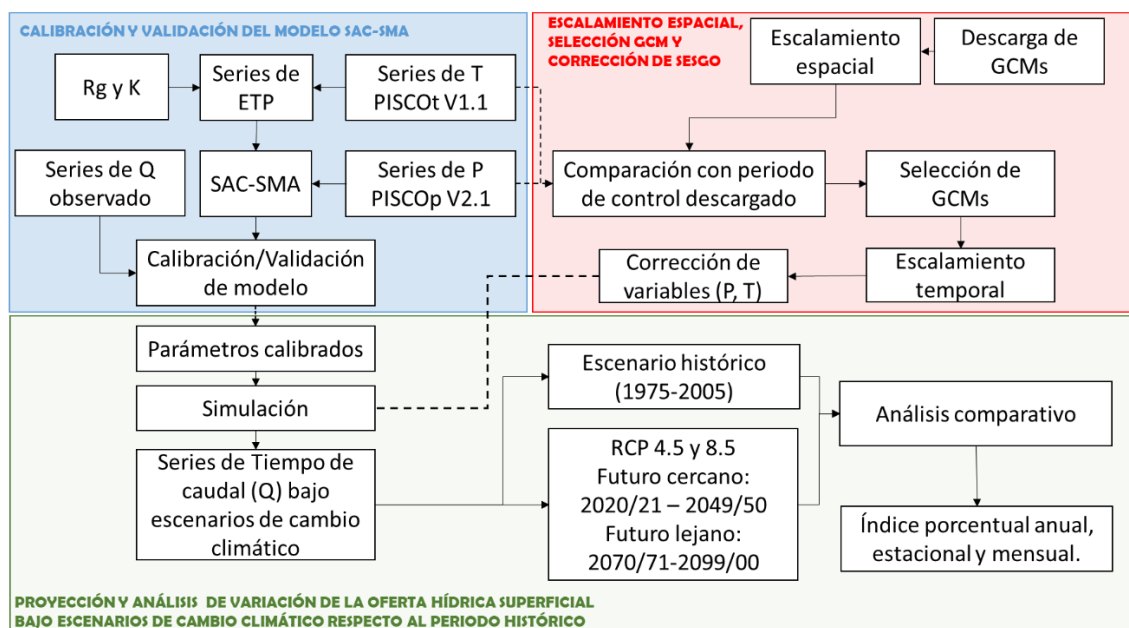 CALIBRACIÓN Y VALIDACIÓN DEL MODELO SAC-SMA
Rg y K
Series de
ETP
Series de T
PISCOt V1.1
Series de Q
observado
SAC-SMA
Series de P
PISCOp V2.1
Calibración/Validación
de modelo
ESCALAMIENTO ESPACIAL,
SELECCIÓN GCM Y
CORRECCIÓN DE SESGO
Escalamiento
espacial
Descarga de
GCMs
Comparación con periodo
de control descargado
Selección de
GCMs
Corrección de
variables (P, T)
Escalamiento
temporal
Parámetros calibrados
Simulación
Series de Tiempo de
caudal (Q) bajo
escenarios de cambio
climático
Escenario histórico
(1975-2005)
RCP 4.5 y 8.5
Futuro cercano:
2020/21 – 2049/50
Futuro lejano:
2070/71-2099/00
Análisis comparativo
Índice porcentual anual,
estacional y mensual.
PROYECCIÓN Y ANÁLISIS DE VARIACIÓN DE LA OFERTA HÍDRICA SUPERFICIAL
BAJO ESCENARIOS DE CAMBIO CLIMÁTICO RESPECTO AL PERIODO HISTÓRICO